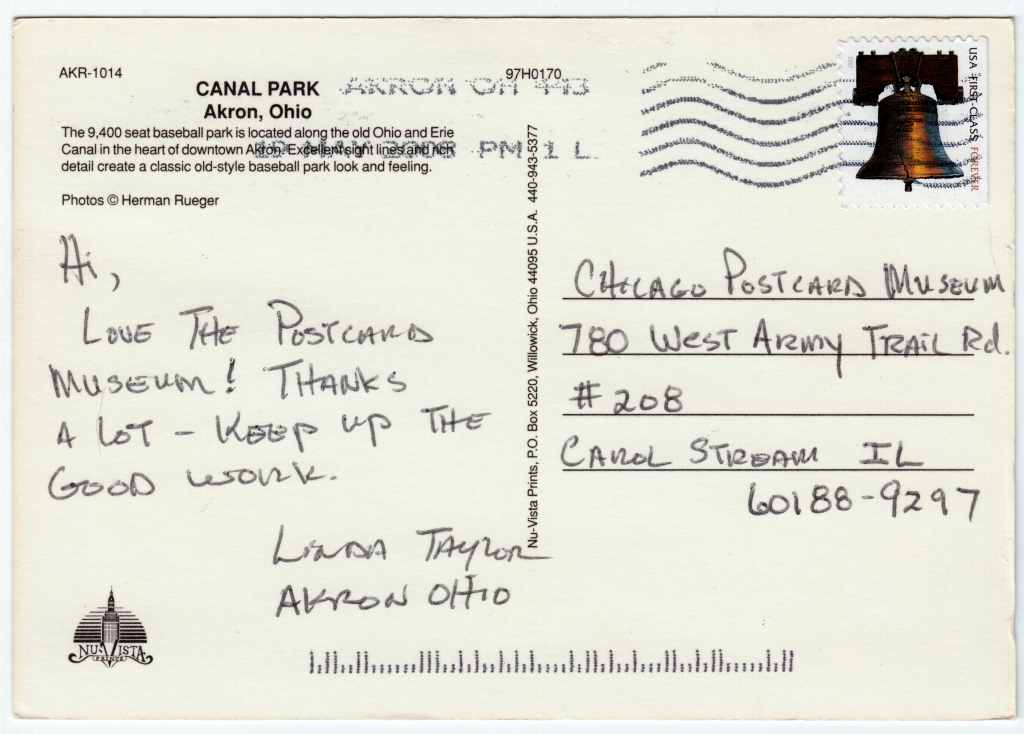 AKR-1014
97H0170
CANAL PARK
Akron, Ohio
The 9,400 seat baseball park is located along the old Ohio and Erie
Canal in the heart of downtown Akron. Excellent sight lines and rich
detail create a classic old-style baseball park look and feeling.
Photos © Herman Rueger
AKRON OH 443
MAY 2008 PM 1 L
USA FIRST-CLASS FOREVER
Hi,
LOVE THE POSTCARD
MUSEUM! THANKS
A LOT - KEEP UP THE
GOOD WORK.
LINDA TAYLOR
AKRON OHIO
NU-VISTA
PRINTS
Nu-Vista Prints, P.O. Box 5220, Willowick, Ohio 44095 U.S.A. 440-943-5377
CHICAGO POSTCARD MUSEUM
780 WEST ARMY TRAIL Rd.
#208
CAROL STREAM IL
60188-9297